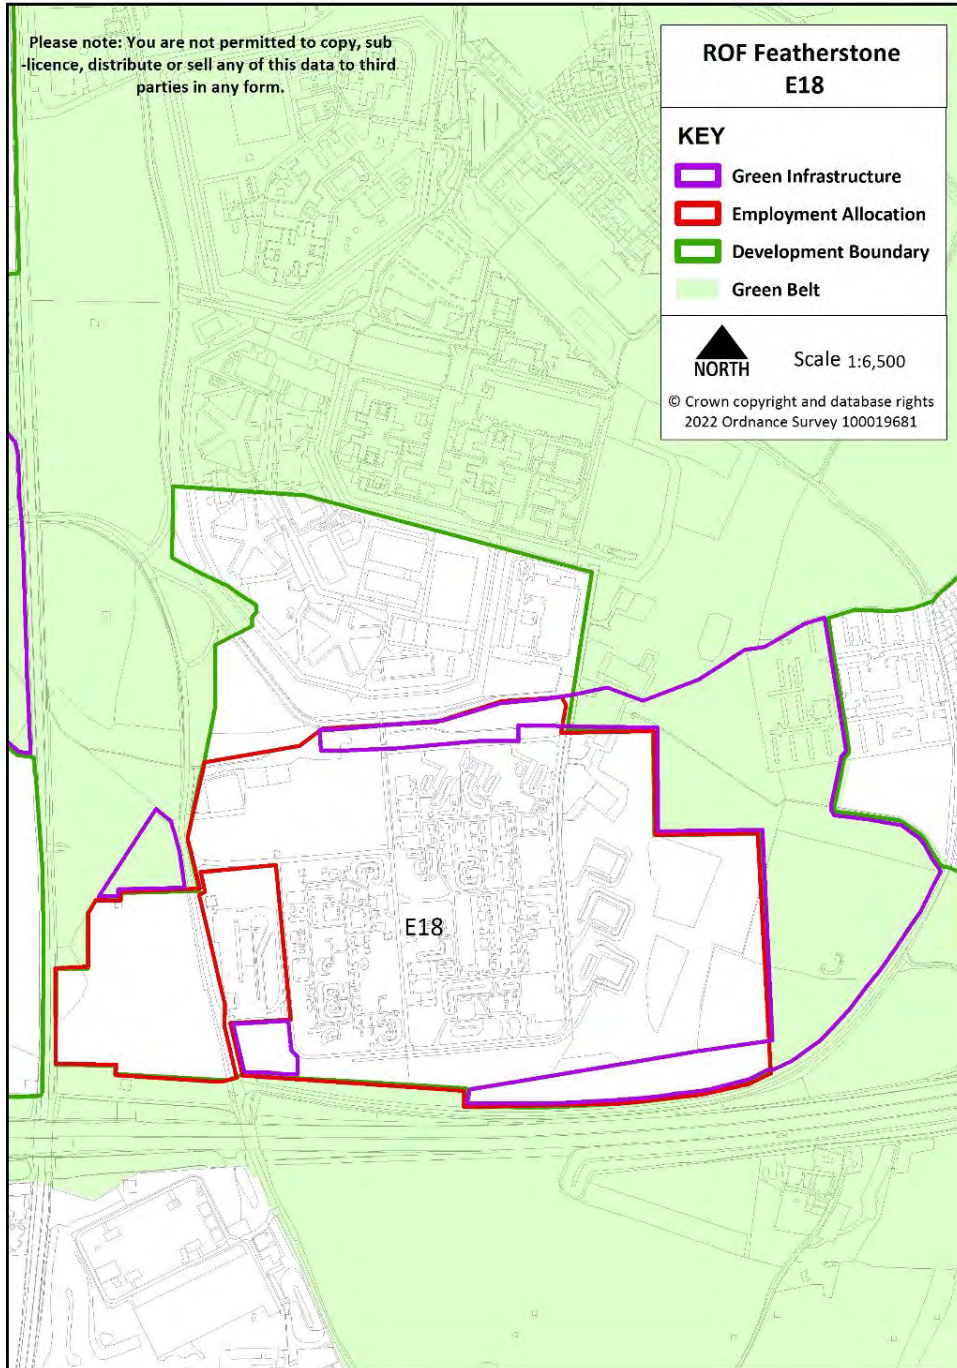 Please note: You are not permitted to copy, sub
-licence, distribute or sell any of this data to third
parties in any form.
ROF Featherstone
E18
KEY
Green Infrastructure
Employment Allocation
Development Boundary
Green Belt
NORTH
Scale 1:6,500
© Crown copyright and database rights
2022 Ordnance Survey 100019681
E18